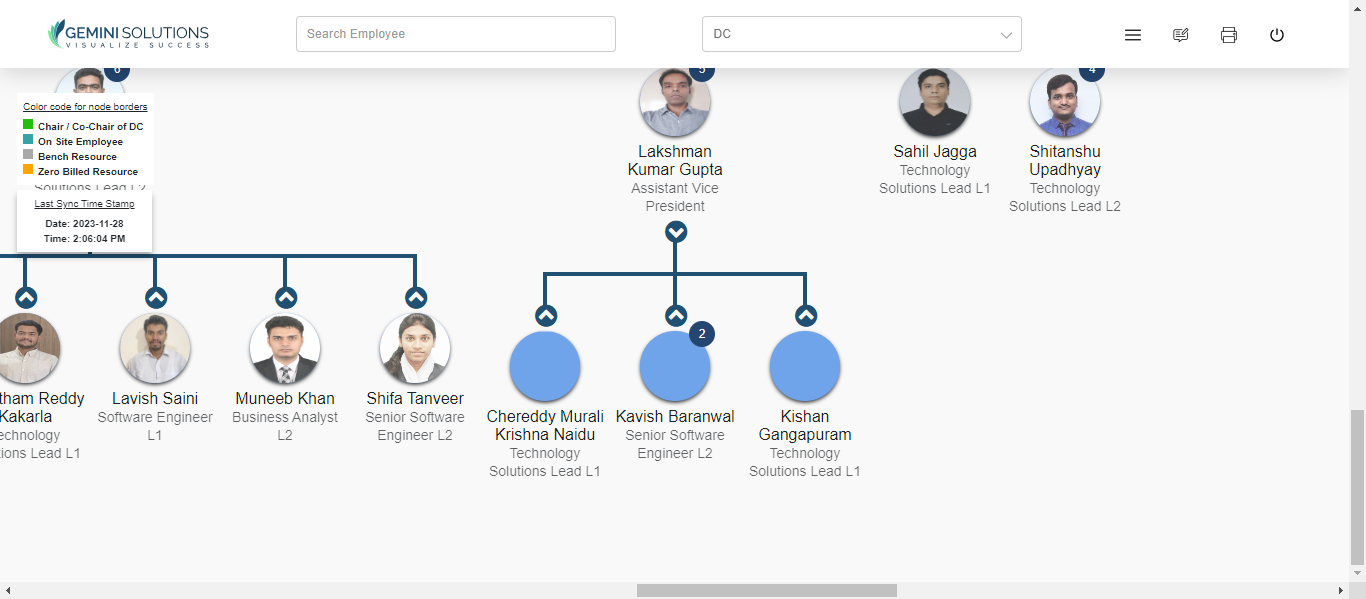 GEMINI SOLUTIONS
VISUALIZE SUCCESS
Search Employee
DC
6
5
4
Color code for node borders
Chair / Co-Chair of DC
On Site Employee
Bench Resource
Zero Billed Resource
Solutions Lead L2
Last Sync Time Stamp
Date: 2023-11-28
Time: 2:06:04 PM
Lakshman
Kumar Gupta
Assistant Vice
President
Sahil Jagga
Technology
Solutions Lead L1
Shitanshu
Upadhyay
Technology
Solutions Lead L2
tham Reddy
Kakarla
echnology
ions Lead L1
Lavish Saini
Software Engineer
L1
Muneeb Khan
Business Analyst
L2
Shifa Tanveer
Senior Software
Engineer L2
Chereddy Murali
Krishna Naidu
Technology
Solutions Lead L1
2
Kavish Baranwal
Senior Software
Engineer L2
Kishan
Gangapuram
Technology
Solutions Lead L1